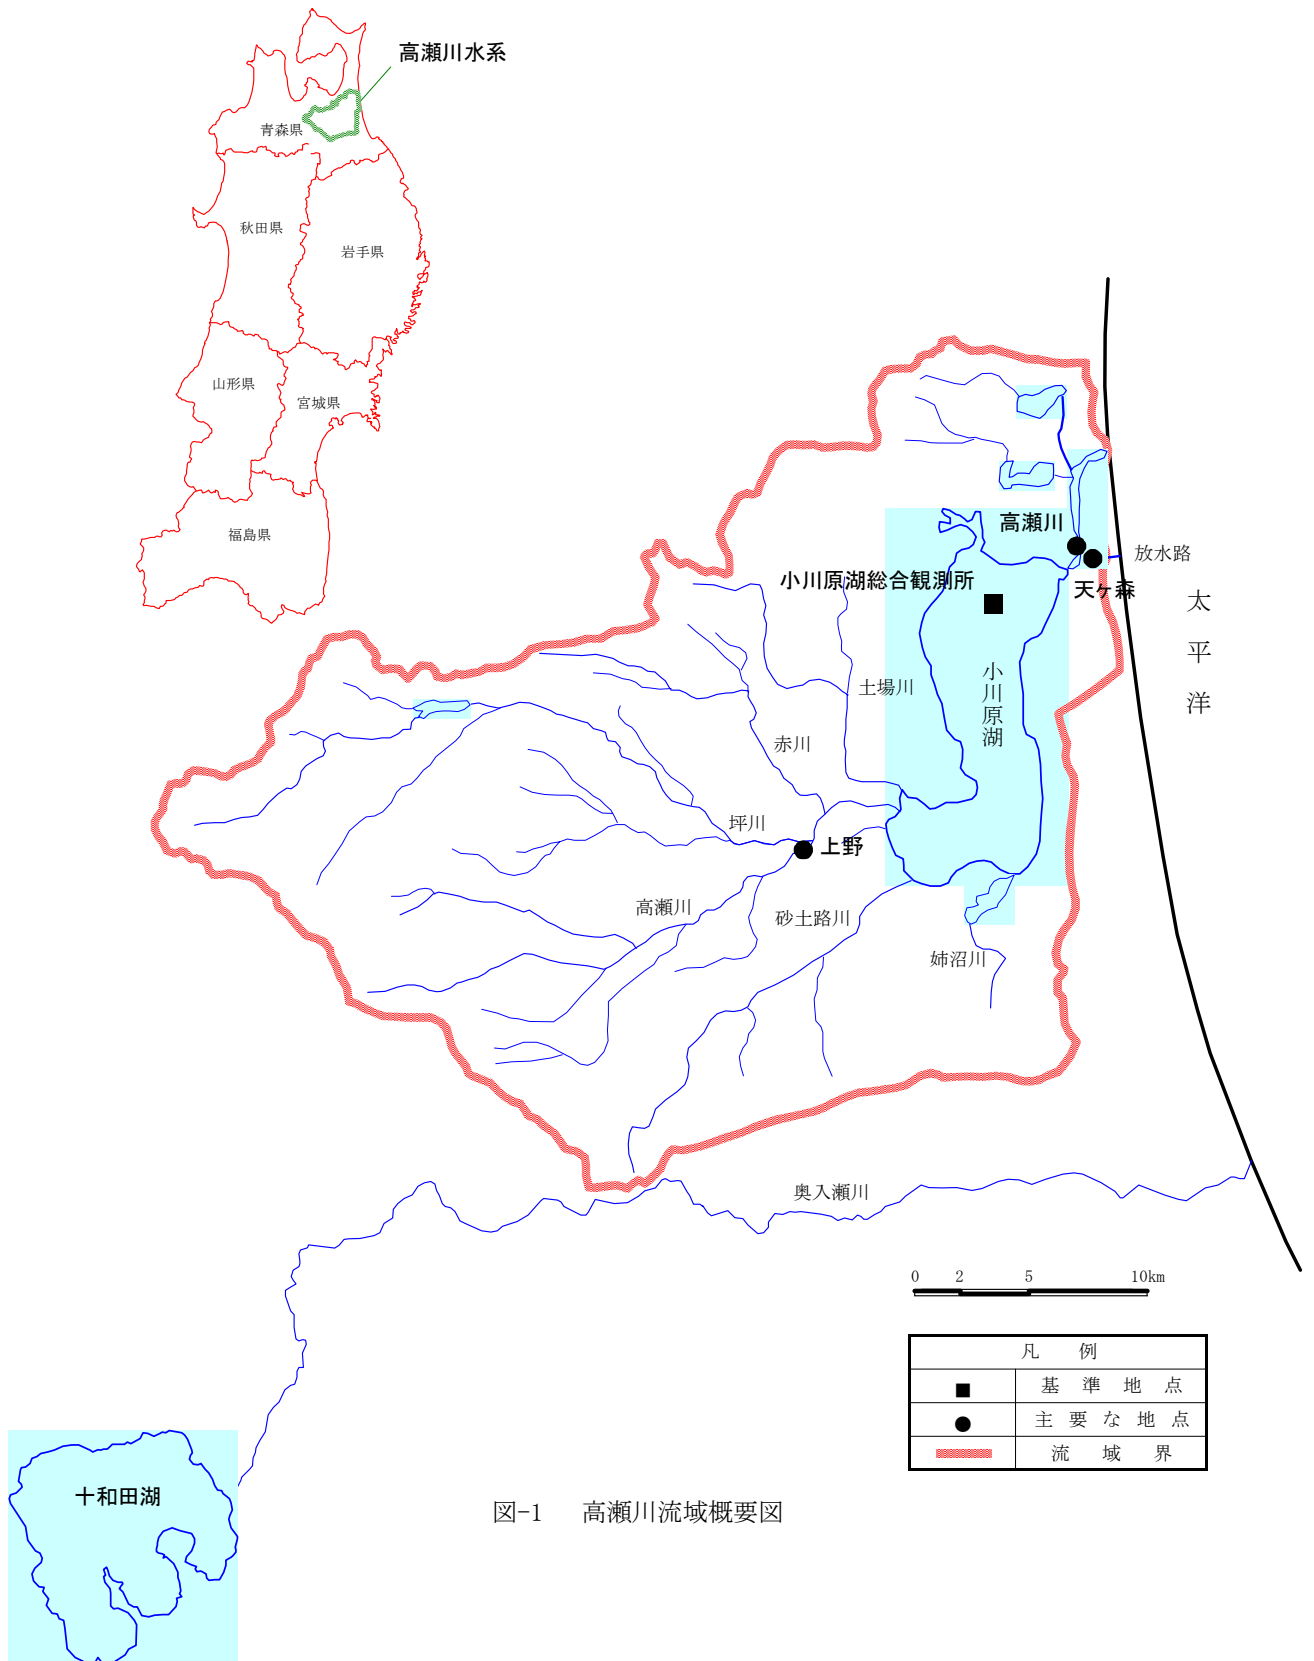 高瀬川水系
青森県
秋田県
岩手県
山形県
宮城県
福島県
高瀬川
放水路
小川原湖総合観測所
天ヶ森
太平洋
小川原湖
土場川
赤川
坪川
上野
高瀬川
砂土路川
姉沼川
奥入瀬川
0 2 5 10km
凡 例
■ 基 準 地 点
● 主 要 な 地 点
流 域 界
十和田湖
図-1 高瀬川流域概要図